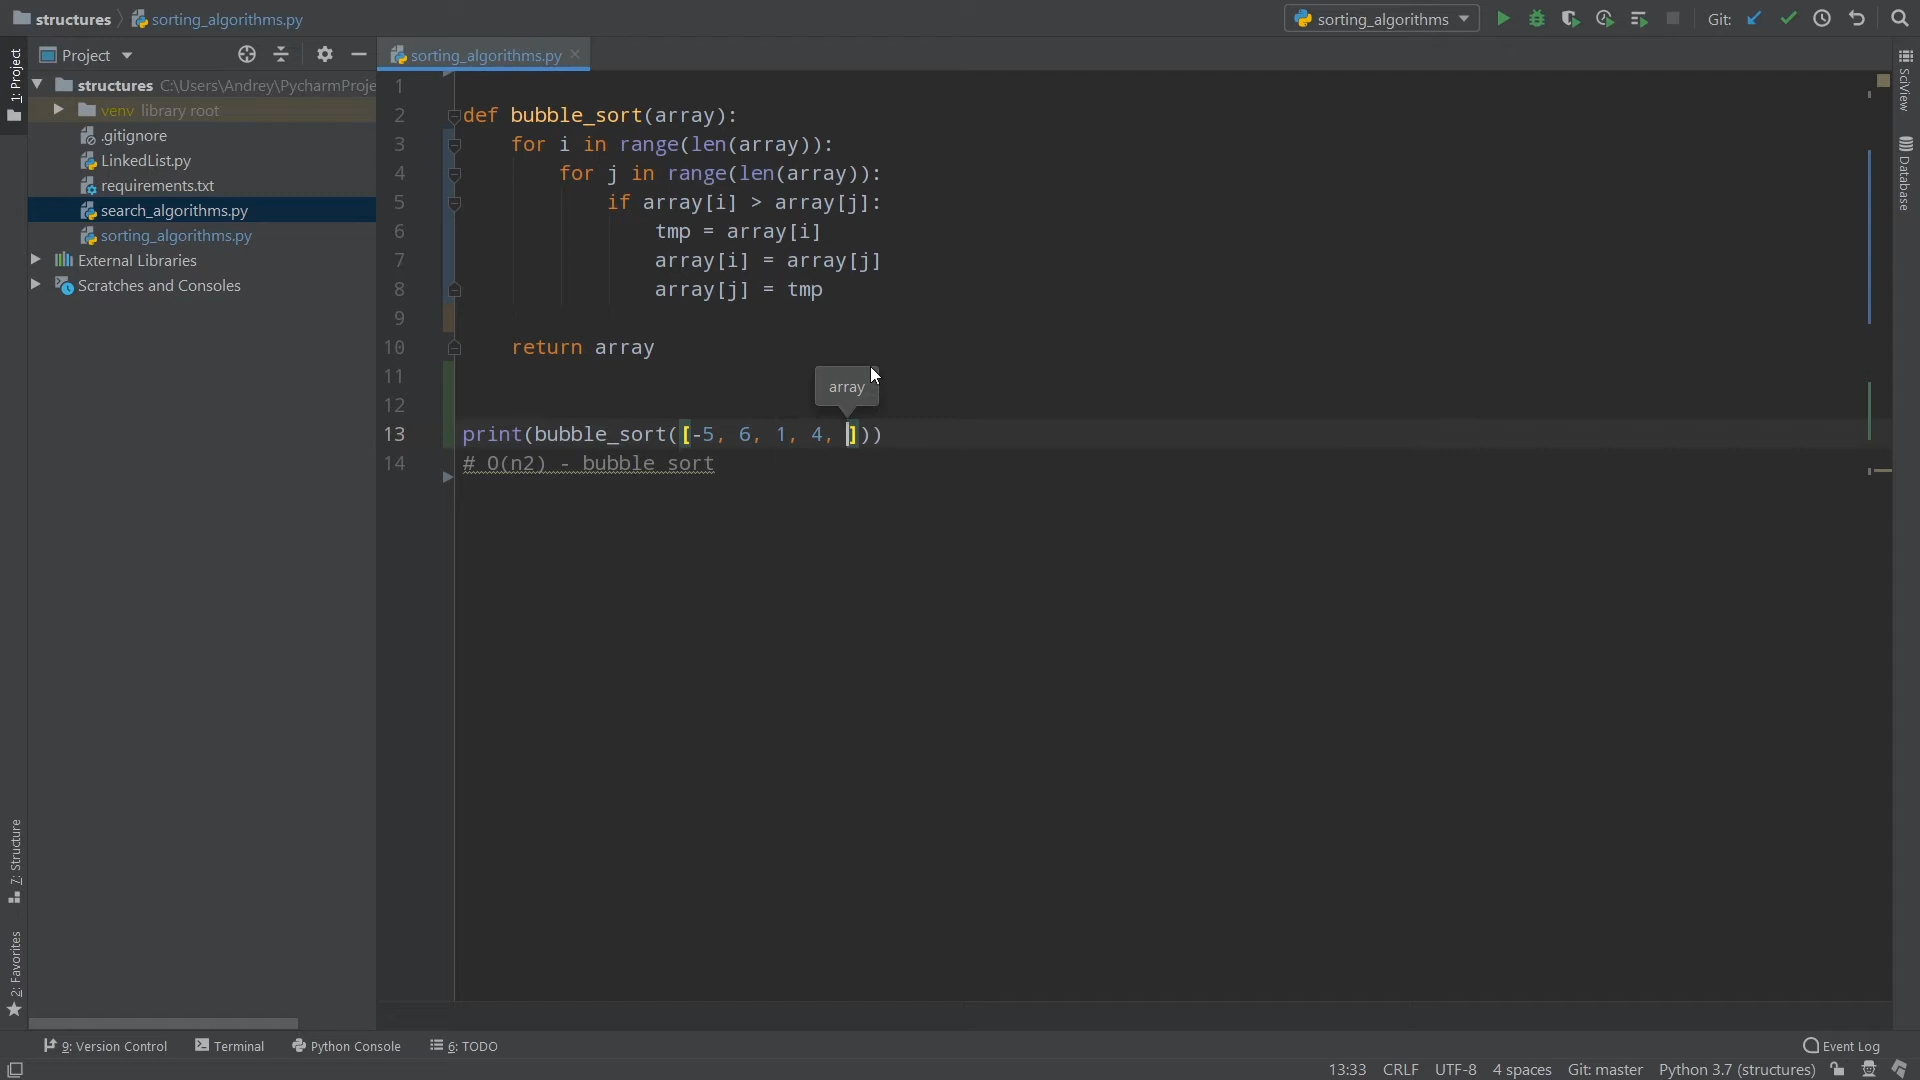 structures sorting_algorithms.py
sorting_algorithms
Git:
1: Project
Project
sorting_algorithms.py
SciView
Database
structures C:\Users\Andrey\PycharmProje
venv library root
.gitignore
LinkedList.py
requirements.txt
search_algorithms.py
sorting_algorithms.py
External Libraries
Scratches and Consoles
1
2 def bubble_sort(array):
3 for i in range(len(array)):
4 for j in range(len(array)):
5 if array[i] > array[j]:
6 tmp = array[i]
7 array[i] = array[j]
8 array[j] = tmp
9
10 return array
11
array
12
13 print(bubble_sort([-5, 6, 1, 4, ]))
14 # O(n2) - bubble sort
7: Structure
2: Favorites
9: Version Control
Terminal
Python Console
6: TODO
Event Log
13:33 CRLF UTF-8 4 spaces Git: master Python 3.7 (structures)